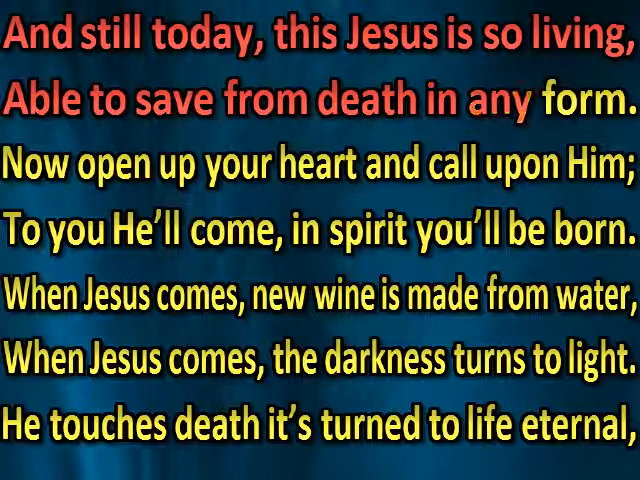 And still today, this Jesus is so living,
Able to save from death in any form.
Now open up your heart and call upon Him;
To you He’ll come, in spirit you’ll be born.
When Jesus comes, new wine is made from water,
When Jesus comes, the darkness turns to light.
He touches death it’s turned to life eternal,